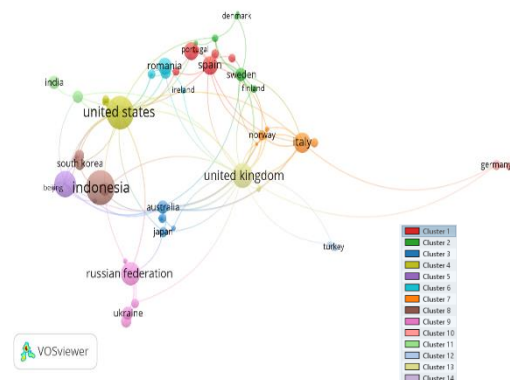 denmark
portugal
romania
spain
sweden
india
ireland
finland
united states
norway
italy
south korea
germany
united kingdom
indonesia
australia
japan
turkey
russian federation
ukraine
Cluster 1
Cluster 2
Cluster 3
Cluster 4
Cluster 5
Cluster 6
Cluster 7
Cluster 8
Cluster 9
Cluster 10
Cluster 11
Cluster 12
Cluster 13
Cluster 14
VOSviewer